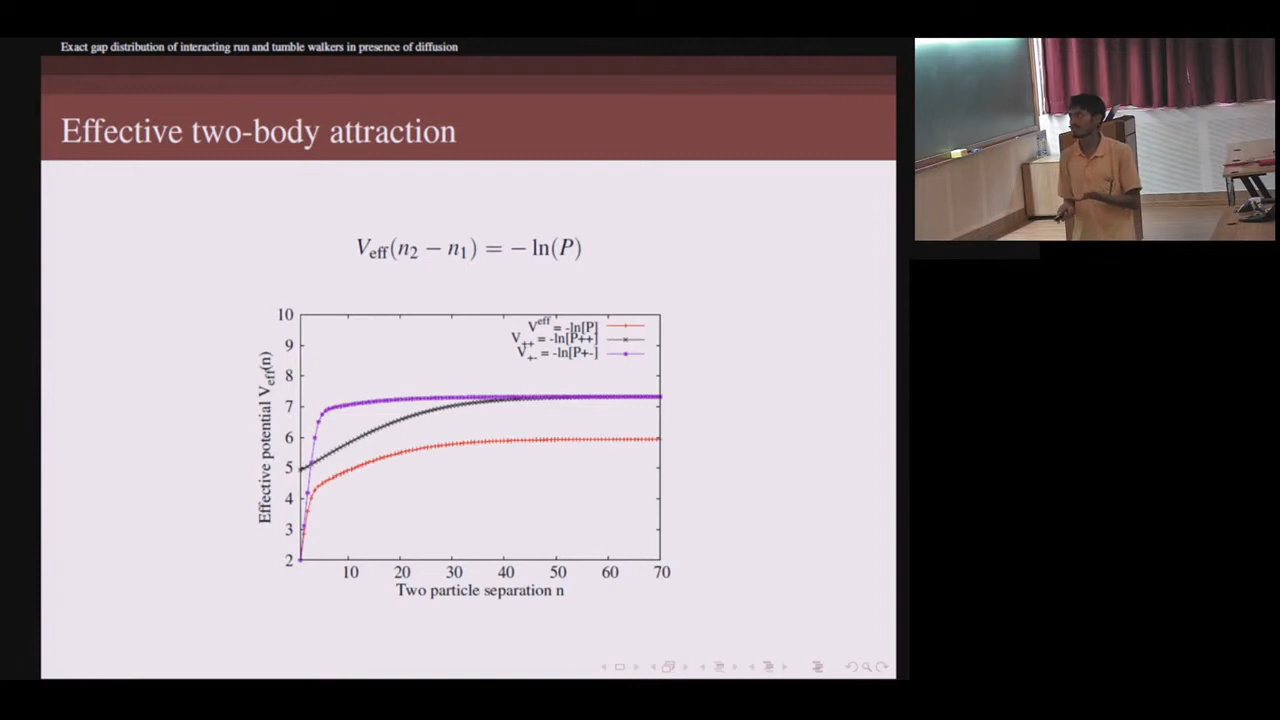 Exact gap distribution of interacting run and tumble walkers in presence of diffusion
Effective two-body attraction
V_eff(n₂ − n₁) = − ln(P)
10
9
8
7
6
5
4
3
2
Effective potential V_eff(n)
V^eff = -ln[P]
V_++ = -ln[P++]
V_+- = -ln[P+-]
10 20 30 40 50 60 70
Two particle separation n